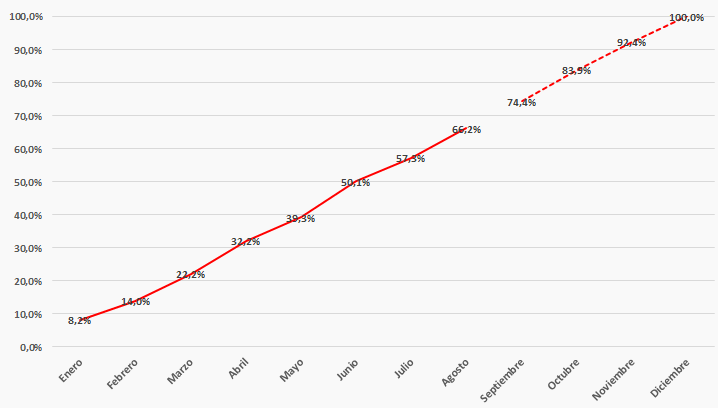 100,0%
90,0%
80,0%
70,0%
60,0%
50,0%
40,0%
30,0%
20,0%
10,0%
0,0%
8,2%
14,0%
22,2%
32,2%
39,3%
50,1%
57,3%
66,2%
74,4%
83,9%
92,4%
100,0%
Enero
Febrero
Marzo
Abril
Mayo
Junio
Julio
Agosto
Septiembre
Octubre
Noviembre
Diciembre